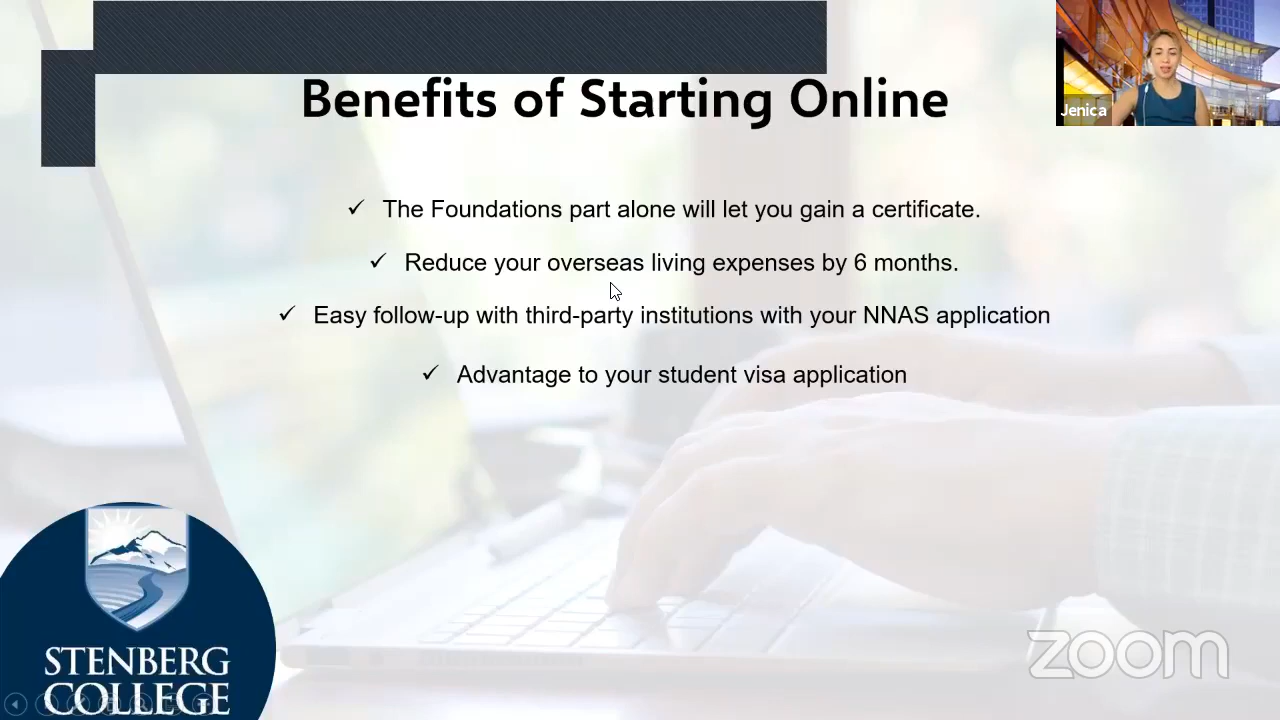 Benefits of Starting Online
Jenica
✓ The Foundations part alone will let you gain a certificate.
✓ Reduce your overseas living expenses by 6 months.
✓ Easy follow-up with third-party institutions with your NNAS application
✓ Advantage to your student visa application
STENBERG
COLLEGE
zoom